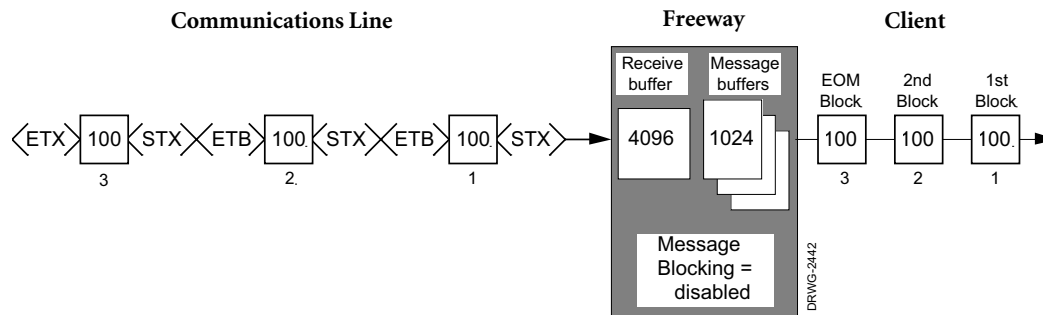 Communications Line
Freeway
Client
Receive buffer
Message buffers
EOM Block
2nd Block.
1st Block.
ETX 100 STX ETB 100. STX ETB 100. STX
4096
1024
100
100
100.
3
2.
1
3
2
1
Message
Blocking =
disabled
DRWG-2442